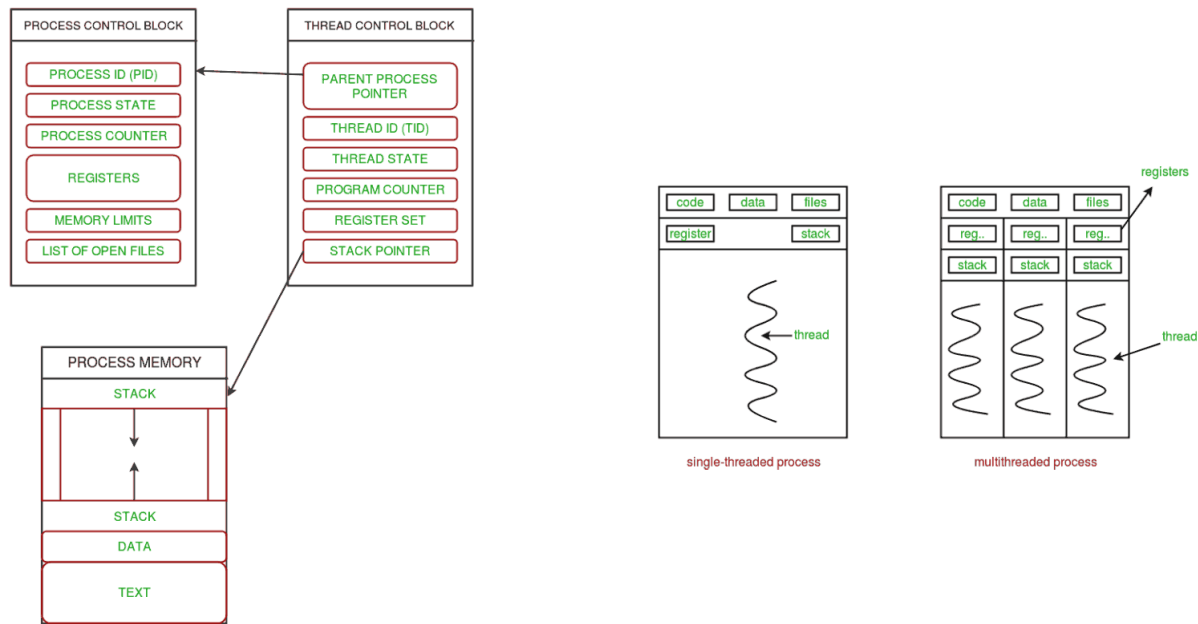 PROCESS CONTROL BLOCK
PROCESS ID (PID)
PROCESS STATE
PROCESS COUNTER
REGISTERS
MEMORY LIMITS
LIST OF OPEN FILES
THREAD CONTROL BLOCK
PARENT PROCESS
POINTER
THREAD ID (TID)
THREAD STATE
PROGRAM COUNTER
REGISTER SET
STACK POINTER
PROCESS MEMORY
STACK
STACK
DATA
TEXT
code data files
register stack
thread
single-threaded process
registers
code data files
reg.. reg.. reg..
stack stack stack
thread
multithreaded process